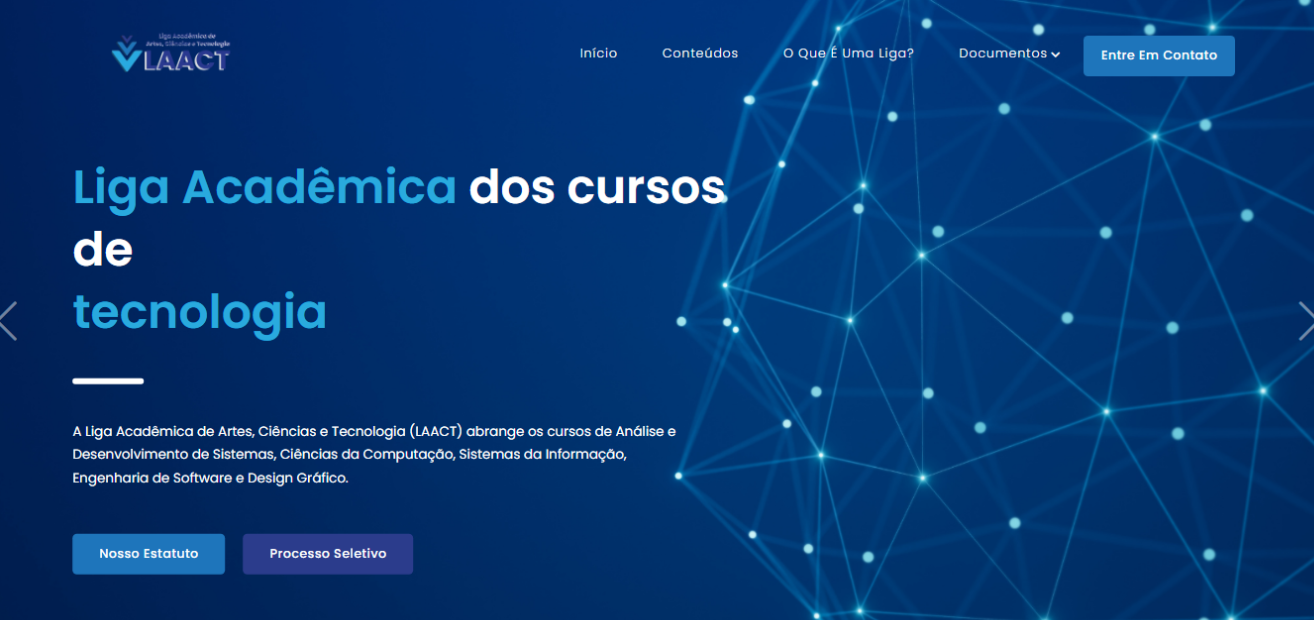 Liga Acadêmica de
Artes, Ciências e Tecnologia
LAACT
Início
Conteúdos
O Que É Uma Liga?
Documentos
Entre Em Contato
Liga Acadêmica dos cursos
de
tecnologia
A Liga Acadêmica de Artes, Ciências e Tecnologia (LAACT) abrange os cursos de Análise e
Desenvolvimento de Sistemas, Ciências da Computação, Sistemas da Informação,
Engenharia de Software e Design Gráfico.
Nosso Estatuto
Processo Seletivo